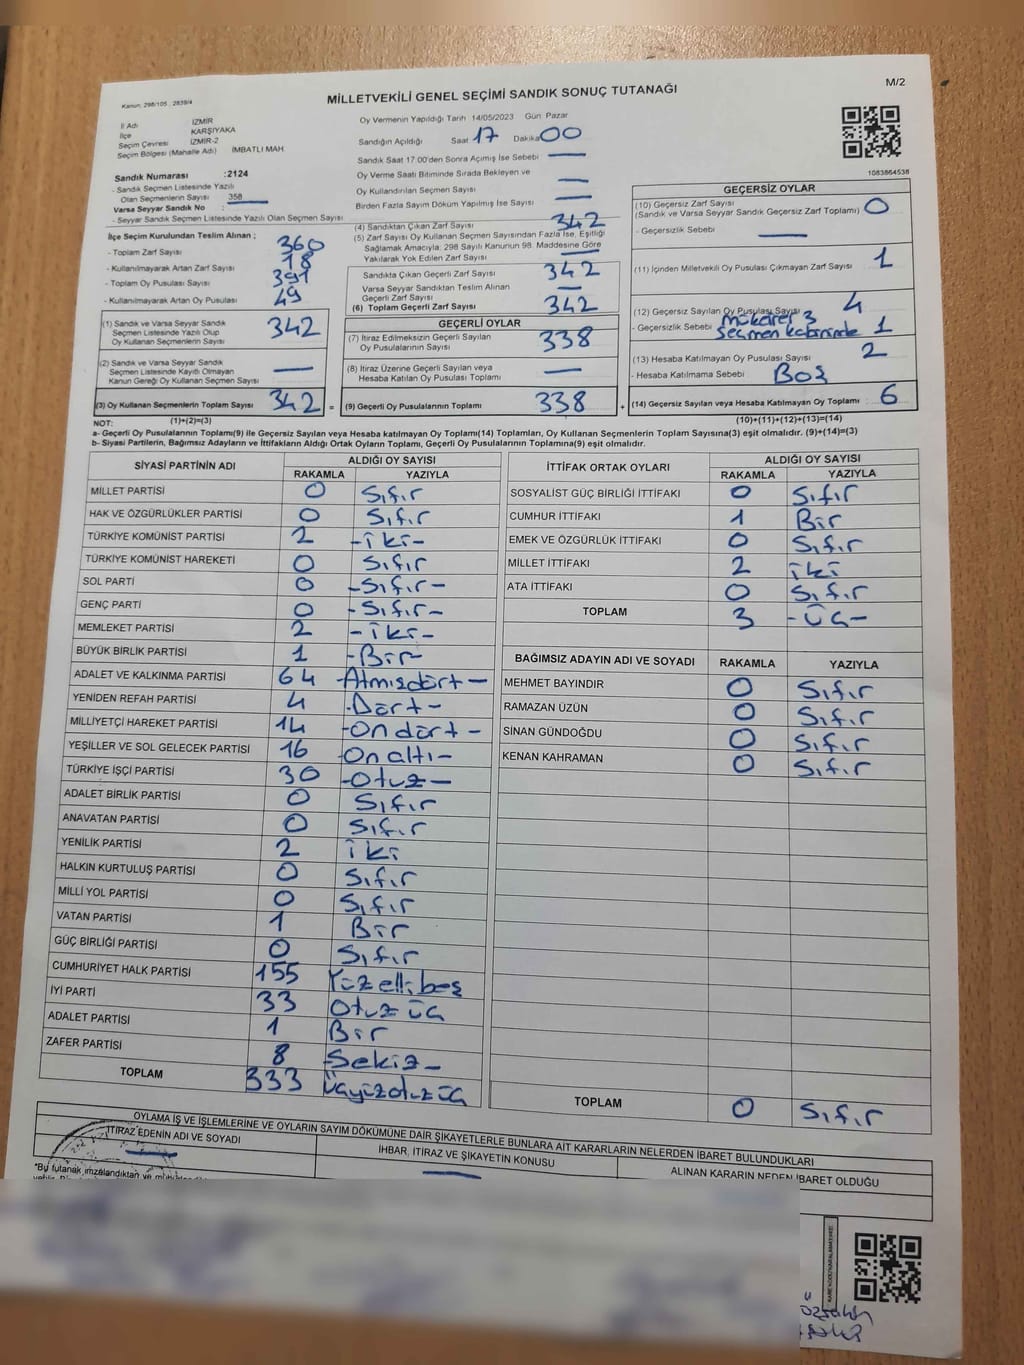 M/2
Kanun: 298/105 , 2839/4
MİLLETVEKİLİ GENEL SEÇİMİ SANDIK SONUÇ TUTANAĞI
İl Adı İZMİR
İlçe KARŞIYAKA
Seçim Çevresi İZMİR-2
Seçim Bölgesi (Mahalle Adı) İMBATLI MAH.
Sandık Numarası :2124
- Sandık Seçmen Listesinde Yazılı
Olan Seçmenlerin Sayısı 358
Varsa Seyyar Sandık No :
- Seyyar Sandık Seçmen Listesinde Yazılı Olan Seçmen Sayısı
İlçe Seçim Kurulundan Teslim Alınan ;
- Toplam Zarf Sayısı 360
- Kullanılmayarak Artan Zarf Sayısı 18
- Toplam Oy Pusulası 391
- Kullanılmayarak Artan Oy Pusulası 49
(1) Sandık ve Varsa Seyyar Sandık
Seçmen Listesinde Yazılı Olup
Oy Kullanan Seçmenlerin Sayısı 342
(2) Sandık ve Varsa Seyyar Sandık
Seçmen Listesinde Kayıtlı Olmayan
Kanun Gereği Oy Kullanan Seçmen Sayısı —
(3) Oy Kullanan Seçmenlerin Toplam Sayısı 342 =
Oy Vermenin Yapıldığı Tarih 14/05/2023 Gün Pazar
Sandığın Açıldığı Saat 17 Dakika 00
Sandık Saat 17:00'den Sonra Açımış İse Sebebi —
Oy Verme Saati Bitiminde Sırada Bekleyen ve
Oy Kullandırılan Seçmen Sayısı —
Birden Fazla Sayım Döküm Yapılmış İse Sayısı —
(4) Sandıktan Çıkan Zarf Sayısı 342
(5) Zarf Sayısı Oy Kullanan Seçmen Sayısından Fazla İse, Eşitliği
Sağlamak Amacıyla, 298 Sayılı Kanunun 98. Maddesine Göre
Yakılarak Yok Edilen Zarf Sayısı —
Sandıkta Çıkan Geçerli Zarf Sayısı 342
Varsa Seyyar Sandıktan Teslim Alınan
Geçerli Zarf Sayısı —
(6) Toplam Geçerli Zarf Sayısı 342
GEÇERLİ OYLAR
(7) İtiraz Edilmeksizin Geçerli Sayılan
Oy Pusulalarının Sayısı 338
(8) İtiraz Üzerine Geçerli Sayılan veya
Hesaba Katılan Oy Pusulası Toplamı —
(9) Geçerli Oy Pusulalarının Toplamı 338 +
1083864538
GEÇERSİZ OYLAR
(10) Geçersiz Zarf Sayısı
(Sandık ve Varsa Seyyar Sandık Geçersiz Zarf Toplamı) 0
- Geçersizlik Sebebi —
(11) İçinden Milletvekili Oy Pusulası Çıkmayan Zarf Sayısı 1
(12) Geçersiz Sayılan Oy Pusulası Sayısı 4
- Geçersizlik Sebebi mükerer 3
seçmen kabininde 1
(13) Hesaba Katılmayan Oy Pusulası Sayısı 2
- Hesaba Katılmama Sebebi Boş
(14) Geçersiz Sayılan veya Hesaba Katılmayan Oy Toplamı : 6
NOT: (1)+(2)=(3) (10)+(11)+(12)+(13)=(14)
a- Geçerli Oy Pusulalarının Toplamı(9) ile Geçersiz Sayılan veya Hesaba katılmayan Oy Toplamı(14) Toplamları, Oy Kullanan Seçmenlerin Toplam Sayısına(3) eşit olmalıdır. (9)+(14)=(3)
b- Siyasi Partilerin, Bağımsız Adayların ve İttifakların Aldığı Ortak Oyların Toplamı, Geçerli Oy Pusulalarının Toplamına(9) eşit olmalıdır.
SİYASİ PARTİNİN ADI ALDIĞI OY SAYISI
RAKAMLA YAZIYLA
MİLLET PARTİSİ 0 Sıfır
HAK VE ÖZGÜRLÜKLER PARTİSİ 0 Sıfır
TÜRKİYE KOMÜNİST PARTİSİ 2 -iki-
TÜRKİYE KOMÜNİST HAREKETİ 0 Sıfır
SOL PARTİ 0 -Sıfır-
GENÇ PARTİ 0 -Sıfır-
MEMLEKET PARTİSİ 2 -iki-
BÜYÜK BİRLİK PARTİSİ 1 -Bir
ADALET VE KALKINMA PARTİSİ 64 -Atmışdört-
YENİDEN REFAH PARTİSİ 4 -Dört-
MİLLİYETÇİ HAREKET PARTİSİ 14 -Ondört-
YEŞİLLER VE SOL GELECEK PARTİSİ 16 -Onaltı-
TÜRKİYE İŞÇİ PARTİSİ 30 -Otuz-
ADALET BİRLİK PARTİSİ 0 Sıfır
ANAVATAN PARTİSİ 0 Sıfır
YENİLİK PARTİSİ 2 iki
HALKIN KURTULUŞ PARTİSİ 0 Sıfır
MİLLİ YOL PARTİSİ 0 Sıfır
VATAN PARTİSİ 1 Bir
GÜÇ BİRLİĞİ PARTİSİ 0 Sıfır
CUMHURİYET HALK PARTİSİ 155 Yüzellibeş
İYİ PARTİ 33 Otuzüç
ADALET PARTİSİ 1 Bir
ZAFER PARTİSİ 8 -Sekiz-
TOPLAM 333 Üçyüzotuzüç
İTTİFAK ORTAK OYLARI ALDIĞI OY SAYISI
RAKAMLA YAZIYLA
SOSYALİST GÜÇ BİRLİĞİ İTTİFAKI 0 Sıfır
CUMHUR İTTİFAKI 1 Bir
EMEK VE ÖZGÜRLÜK İTTİFAKI 0 Sıfır
MİLLET İTTİFAKI 2 iki
ATA İTTİFAKI 0 Sıfır
TOPLAM 3 -Üç-
BAĞIMSIZ ADAYIN ADI VE SOYADI RAKAMLA YAZIYLA
MEHMET BAYINDIR 0 Sıfır
RAMAZAN ÜZÜN 0 Sıfır
SİNAN GÜNDOĞDU 0 Sıfır
KENAN KAHRAMAN 0 Sıfır
TOPLAM 0 Sıfır
OYLAMA İŞ VE İŞLEMLERİNE VE OYLARIN SAYIM DÖKÜMÜNE DAİR ŞİKAYETLERLE BUNLARA AİT KARARLARIN NELERDEN İBARET BULUNDUKLARI
İTİRAZ EDENİN ADI VE SOYADI İHBAR, İTİRAZ VE ŞİKAYETİN KONUSU ALINAN KARARIN NEDEN İBARET OLDUĞU
— —
*Bu tutanak imzalandıktan ve